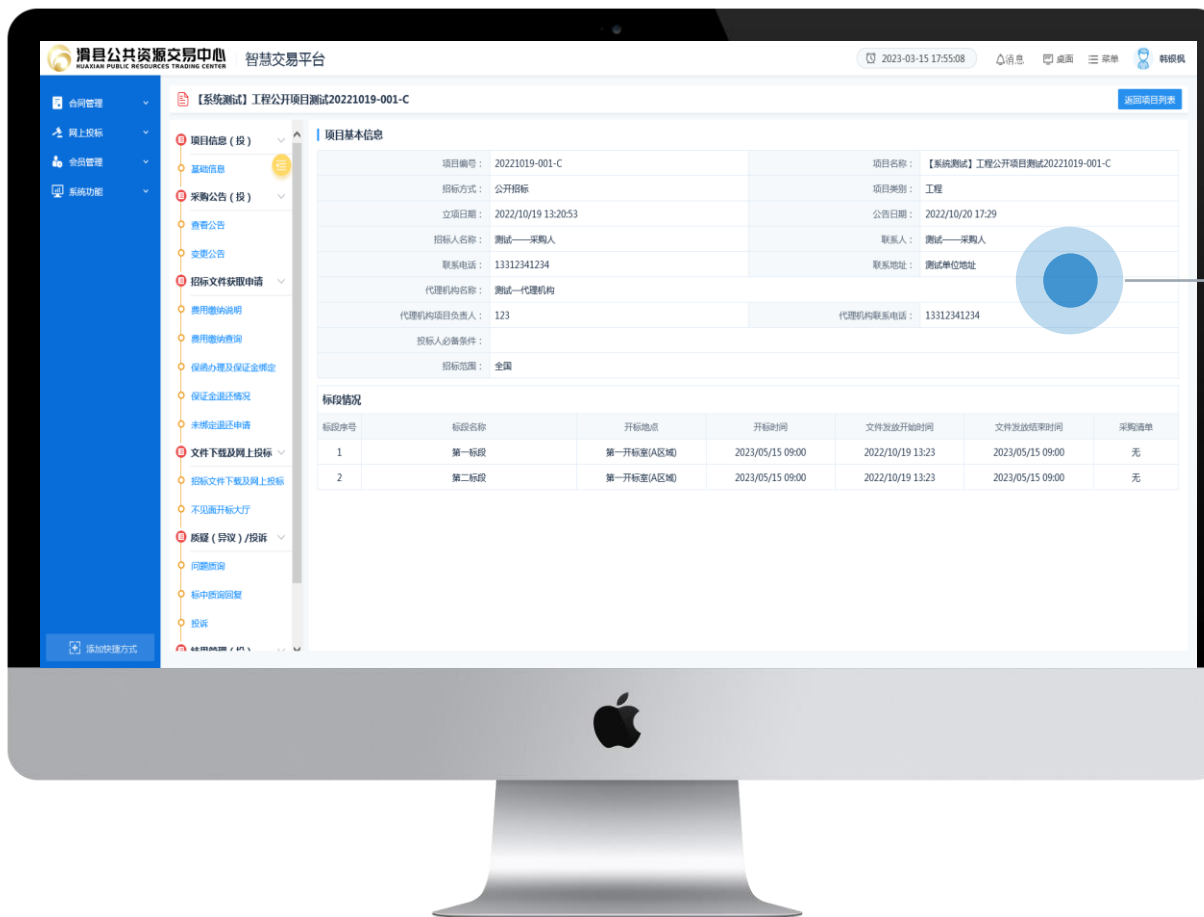 滑县公共资源交易中心
HUAXIAN PUBLIC RESOURCES TRADING CENTER
智慧交易平台
2023-03-15 17:55:08
消息
桌面
菜单
韩根枫
合同管理
网上投标
会员管理
系统功能
添加快捷方式
【系统测试】工程公开项目测试20221019-001-C
返回项目列表
项目信息(投)
基础信息
采购公告(投)
查看公告
变更公告
招标文件获取申请
费用缴纳说明
费用缴纳查询
保函办理及保证金绑定
保证金退还情况
未绑定退还申请
文件下载及网上投标
招标文件下载及网上投标
不见面开标大厅
质疑(异议)/投诉
问题质询
标中质询回复
投诉
项目基本信息
项目编号: 20221019-001-C 项目名称: 【系统测试】工程公开项目测试20221019-001-C
招标方式: 公开招标 项目类别: 工程
立项日期: 2022/10/19 13:20:53 公告日期: 2022/10/20 17:29
招标人名称: 测试——采购人 联系人: 测试——采购人
联系电话: 13312341234 联系地址: 测试单位地址
代理机构名称: 测试—代理机构
代理机构项目负责人: 123 代理机构联系电话: 13312341234
投标人必备条件:
招标范围: 全国
标段情况
标段序号 标段名称 开标地点 开标时间 文件发放开始时间 文件发放结束时间 采购清单
1 第一标段 第一开标室(A区域) 2023/05/15 09:00 2022/10/19 13:23 2023/05/15 09:00 无
2 第二标段 第一开标室(A区域) 2023/05/15 09:00 2022/10/19 13:23 2023/05/15 09:00 无